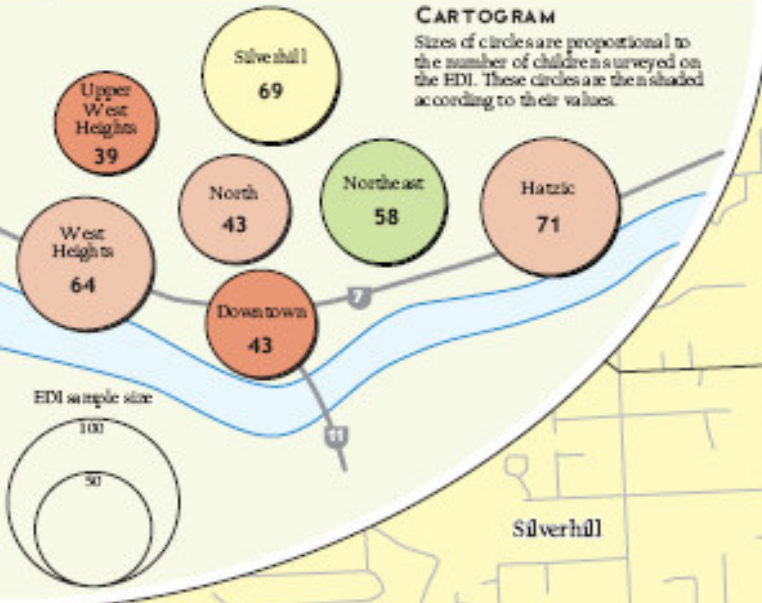 CARTOGRAM
Sizes of circles are proportional to
the number of children surveyed on
the EDI. These circles are then shaded
according to their values.
Silverhill
69
Upper
West
Heights
39
North
43
Northeast
58
Hatzic
71
West
Heights
64
Downtown
43
7
11
EDI sample size
100
50
Silverhill